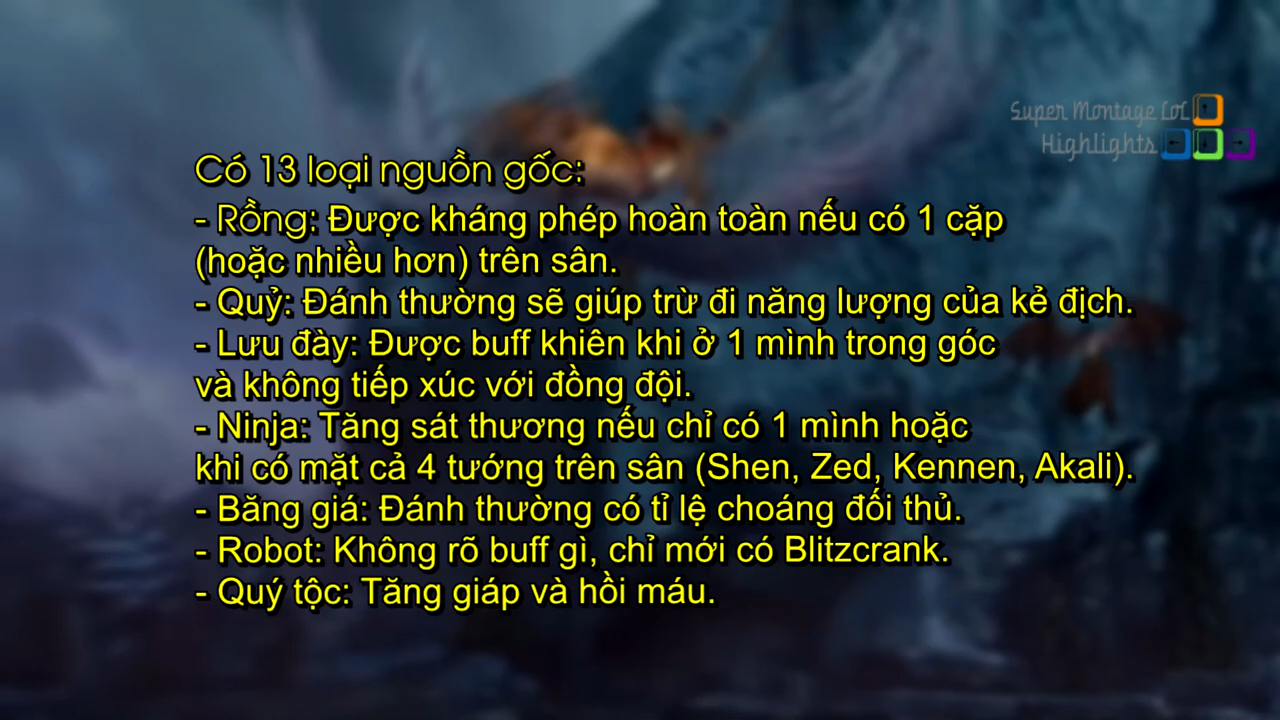 Super Montage LoL
Highlights
Có 13 loại nguồn gốc:
- Rồng: Được kháng phép hoàn toàn nếu có 1 cặp
(hoặc nhiều hơn) trên sân.
- Quỷ: Đánh thường sẽ giúp trừ đi năng lượng của kẻ địch.
- Lưu đày: Được buff khiên khi ở 1 mình trong góc
và không tiếp xúc với đồng đội.
- Ninja: Tăng sát thương nếu chỉ có 1 mình hoặc
khi có mặt cả 4 tướng trên sân (Shen, Zed, Kennen, Akali).
- Băng giá: Đánh thường có tỉ lệ choáng đối thủ.
- Robot: Không rõ buff gì, chỉ mới có Blitzcrank.
- Quý tộc: Tăng giáp và hồi máu.